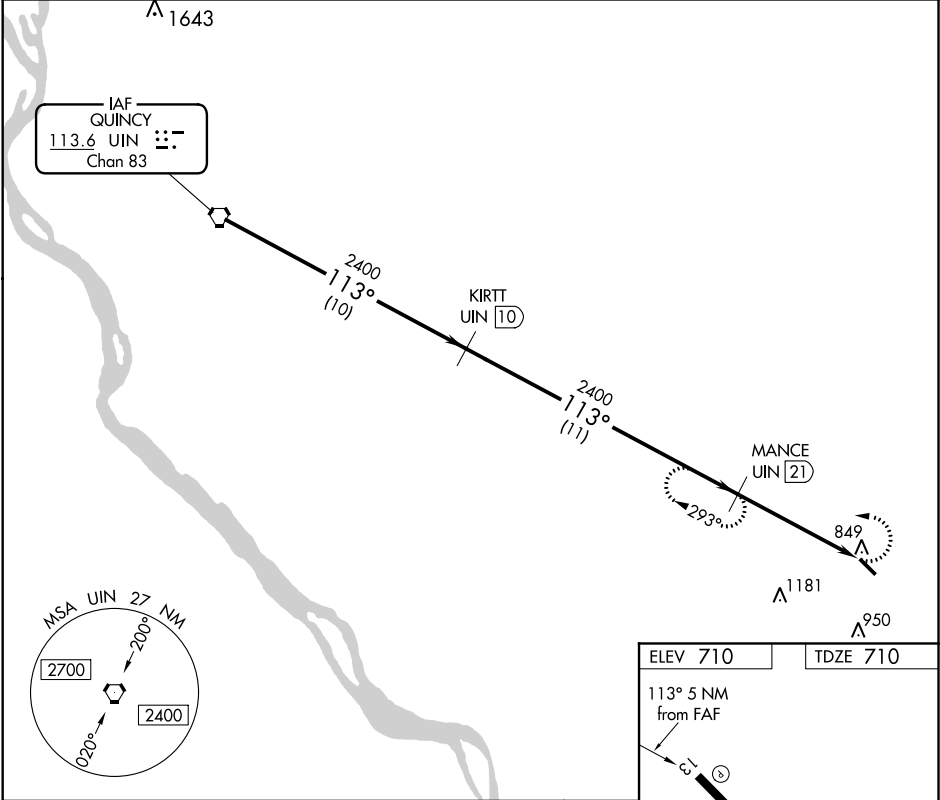 1643
IAF
QUINCY
113.6 UIN
Chan 83
2400
113°
(10)
KIRTT
UIN 10
2400
113°
(11)
MANCE
UIN 21
293°
849
1181
950
MSA UIN 27 NM
200°
2700
2400
020°
ELEV 710
TDZE 710
113° 5 NM
from FAF
13
P